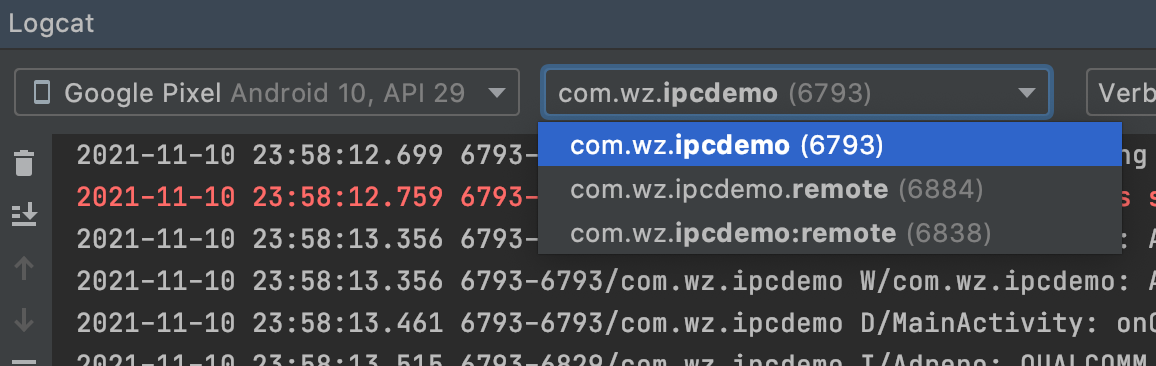 Logcat
Google Pixel Android 10, API 29 com.wz.ipcdemo (6793) Verb
com.wz.ipcdemo (6793)
com.wz.ipcdemo.remote (6884)
com.wz.ipcdemo:remote (6838)
2021-11-10 23:58:12.699 6793- ng
2021-11-10 23:58:12.759 6793- s s
2021-11-10 23:58:13.356 6793- : A
2021-11-10 23:58:13.356 6793-6793/com.wz.ipcdemo W/com.wz.ipcdemo: A
2021-11-10 23:58:13.461 6793-6793/com.wz.ipcdemo D/MainActivity: onC
2021-11-10 23:58:13.515 6793-6829/com.wz.ipcdemo I/Adreno: QUALCOMM